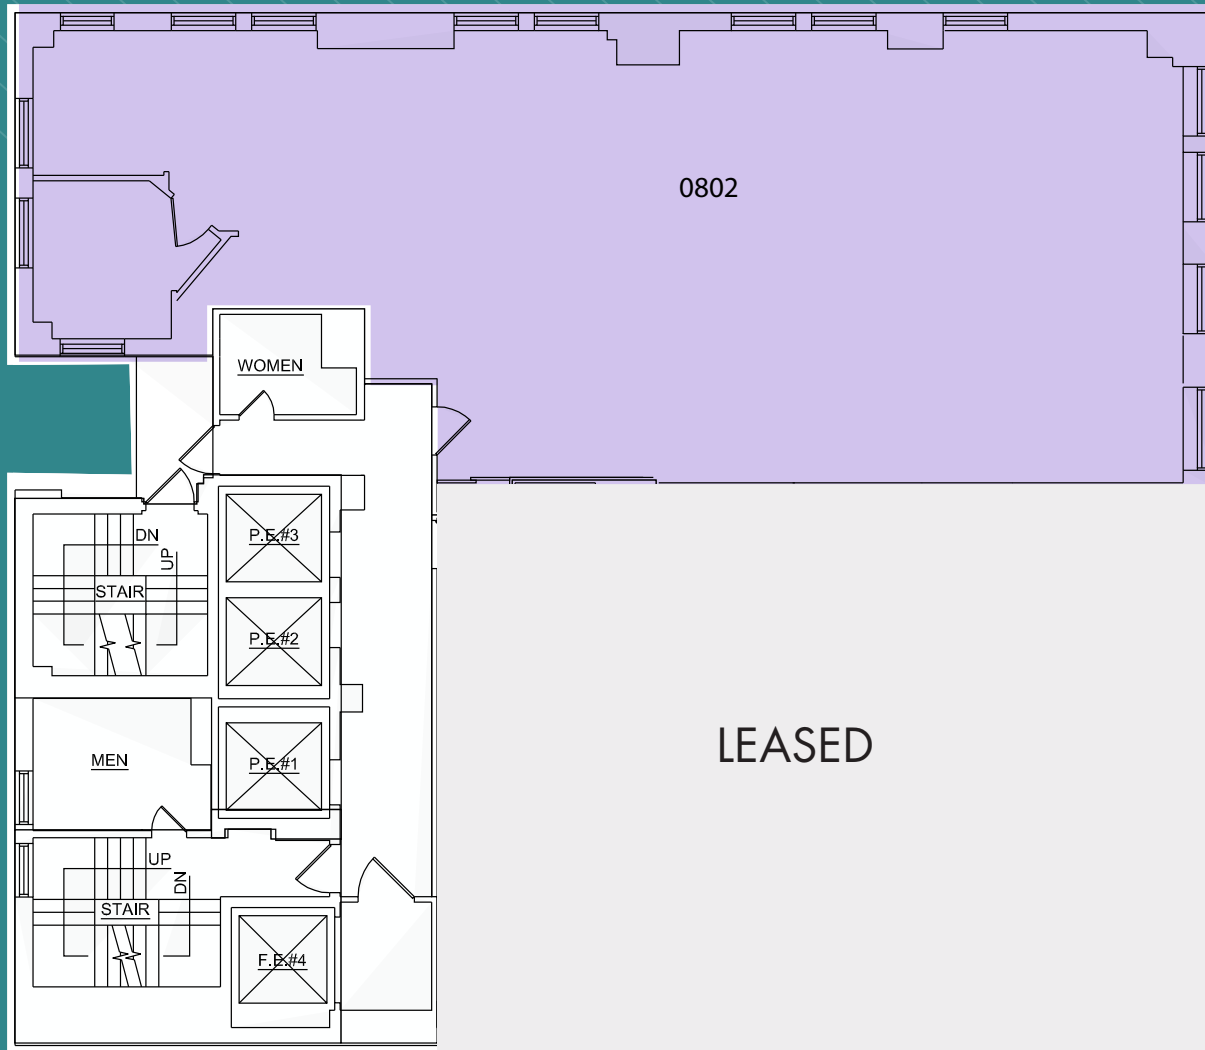 0802
WOMEN
P.E.#3
DN
UP
STAIR
P.E.#2
MEN
P.E.#1
LEASED
UP
DN
STAIR
F.E.#4